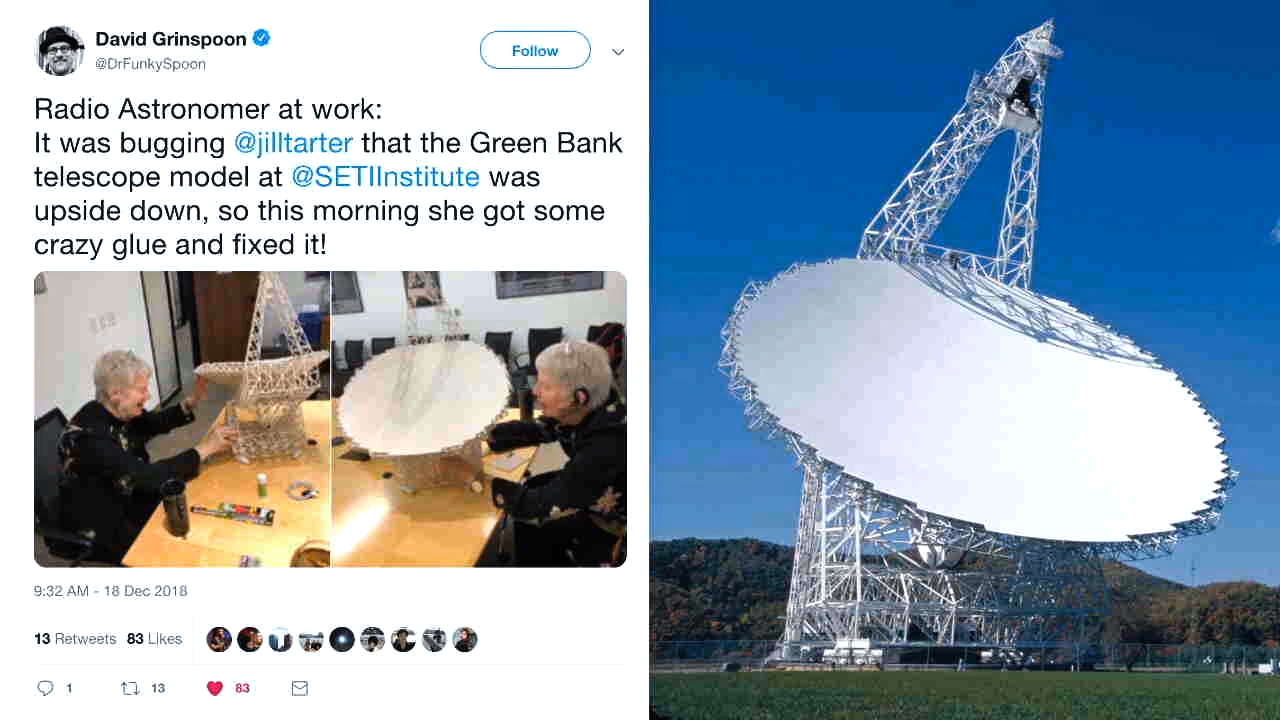 David Grinspoon
Follow
@DrFunkySpoon
Radio Astronomer at work:
It was bugging @jilltarter that the Green Bank
telescope model at @SETIInstitute was
upside down, so this morning she got some
crazy glue and fixed it!
9:32 AM - 18 Dec 2018
13 Retweets 83 Likes
1 13 83